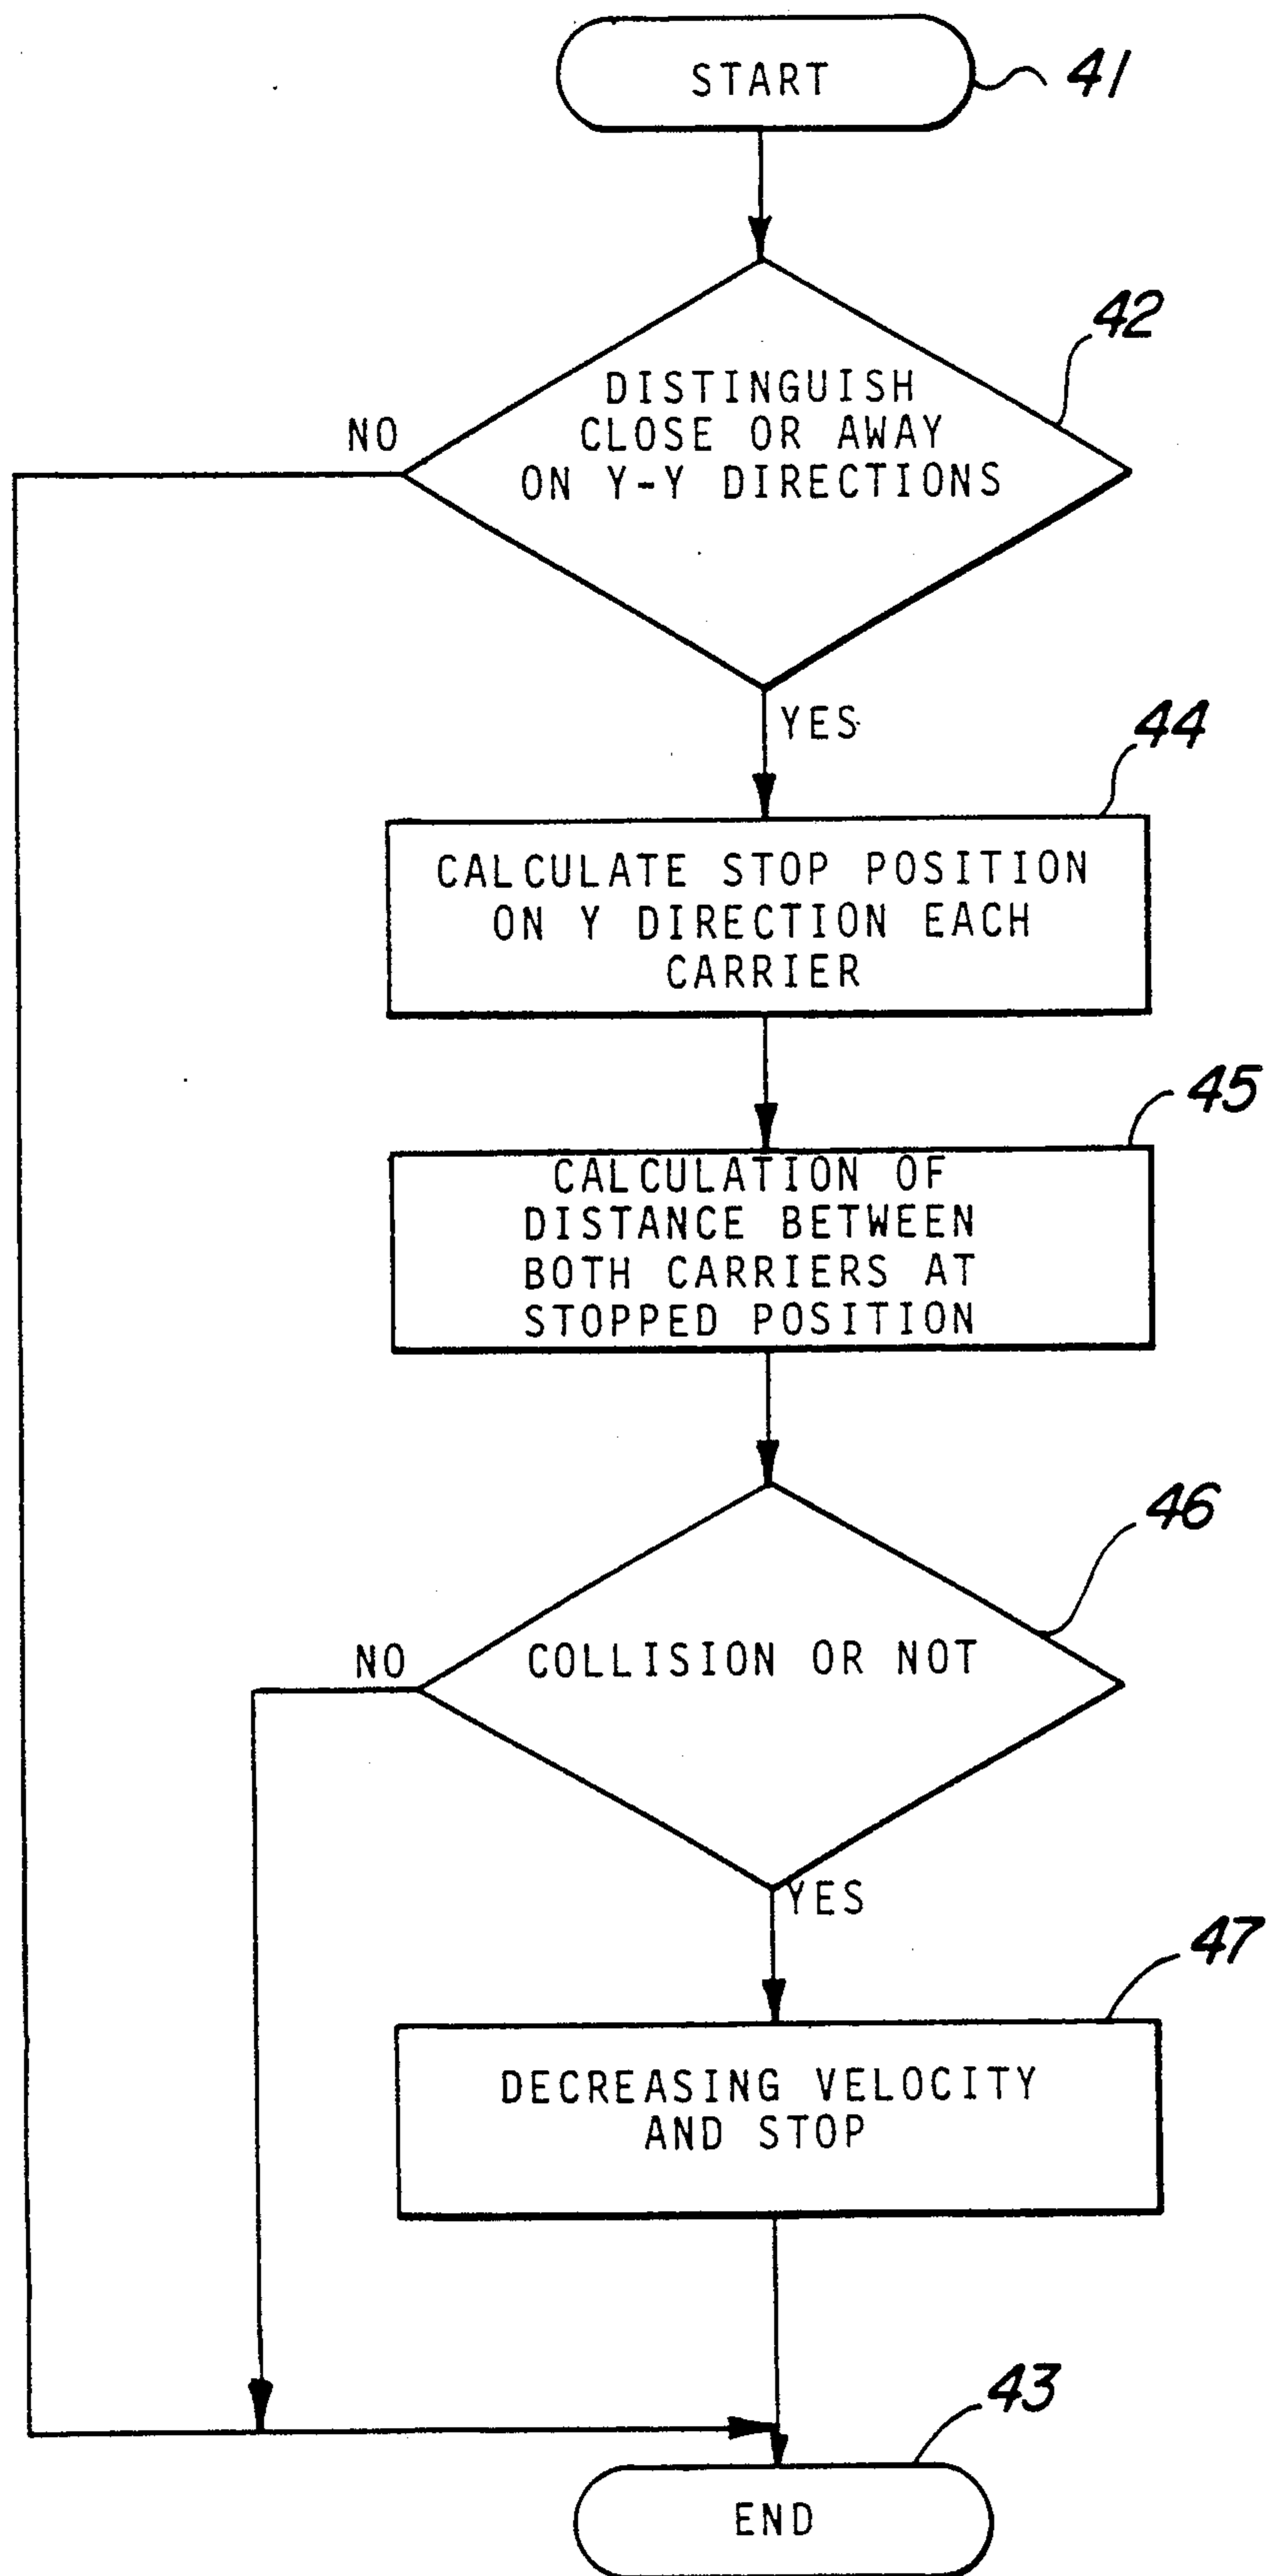 START
41
42
DISTINGUISH
CLOSE OR AWAY
ON Y-Y DIRECTIONS
NO
YES
44
CALCULATE STOP POSITION
ON Y DIRECTION EACH
CARRIER
45
CALCULATION OF
DISTANCE BETWEEN
BOTH CARRIERS AT
STOPPED POSITION
46
COLLISION OR NOT
NO
YES
47
DECREASING VELOCITY
AND STOP
43
END